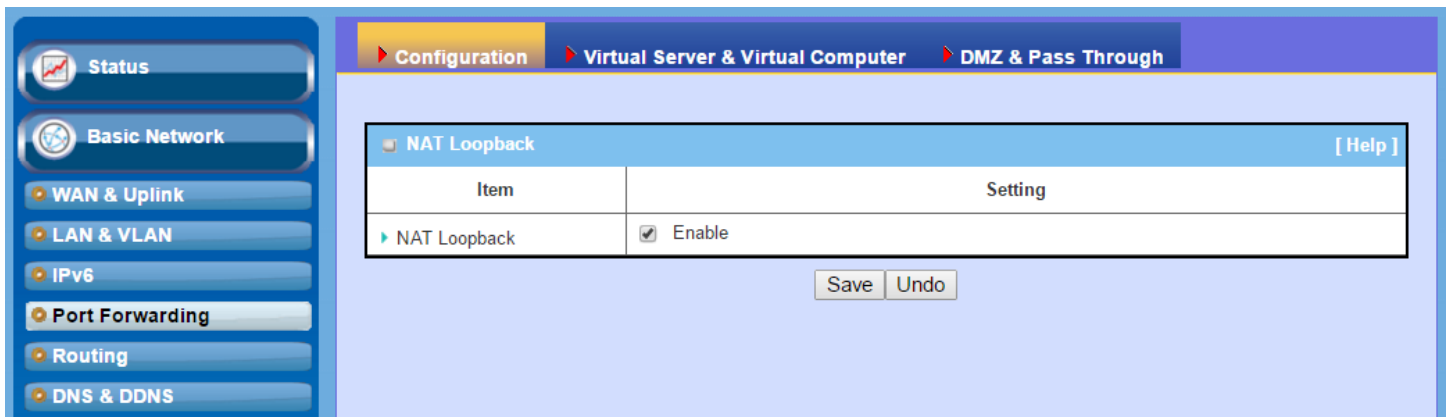 Status
Basic Network
WAN & Uplink
LAN & VLAN
IPv6
Port Forwarding
Routing
DNS & DDNS
Configuration Virtual Server & Virtual Computer DMZ & Pass Through
NAT Loopback [ Help ]
Item Setting
NAT Loopback Enable
Save Undo